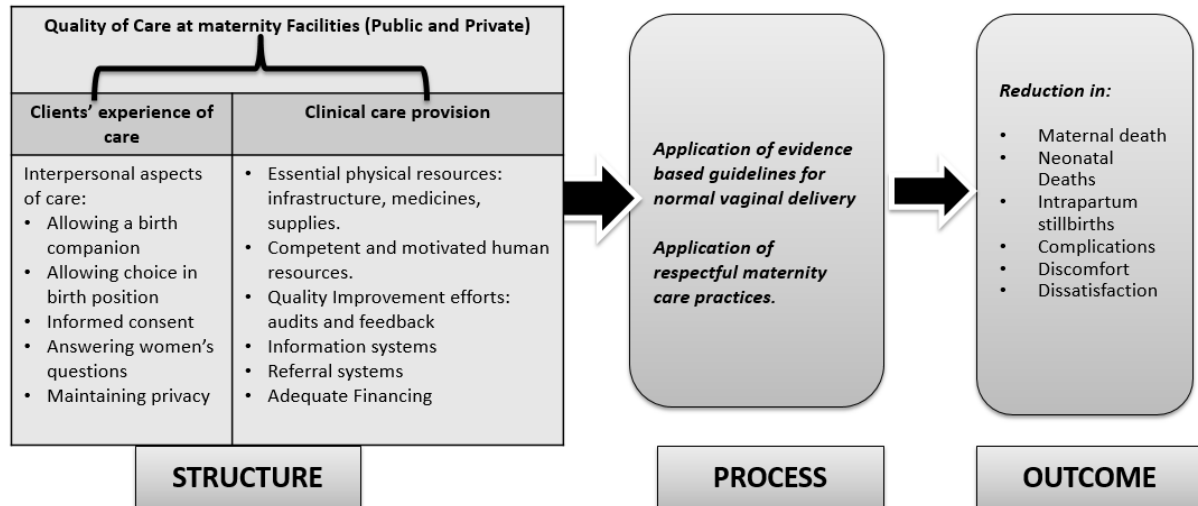 Quality of Care at maternity Facilities (Public and Private)
Clients’ experience of
care
Clinical care provision
Interpersonal aspects
of care:
• Allowing a birth
companion
• Allowing choice in
birth position
• Informed consent
• Answering women’s
questions
• Maintaining privacy
• Essential physical resources:
infrastructure, medicines,
supplies.
• Competent and motivated human
resources.
• Quality Improvement efforts:
audits and feedback
• Information systems
• Referral systems
• Adequate Financing
STRUCTURE
Application of evidence
based guidelines for
normal vaginal delivery
Application of
respectful maternity
care practices.
PROCESS
Reduction in:
• Maternal death
• Neonatal
Deaths
• Intrapartum
stillbirths
• Complications
• Discomfort
• Dissatisfaction
OUTCOME